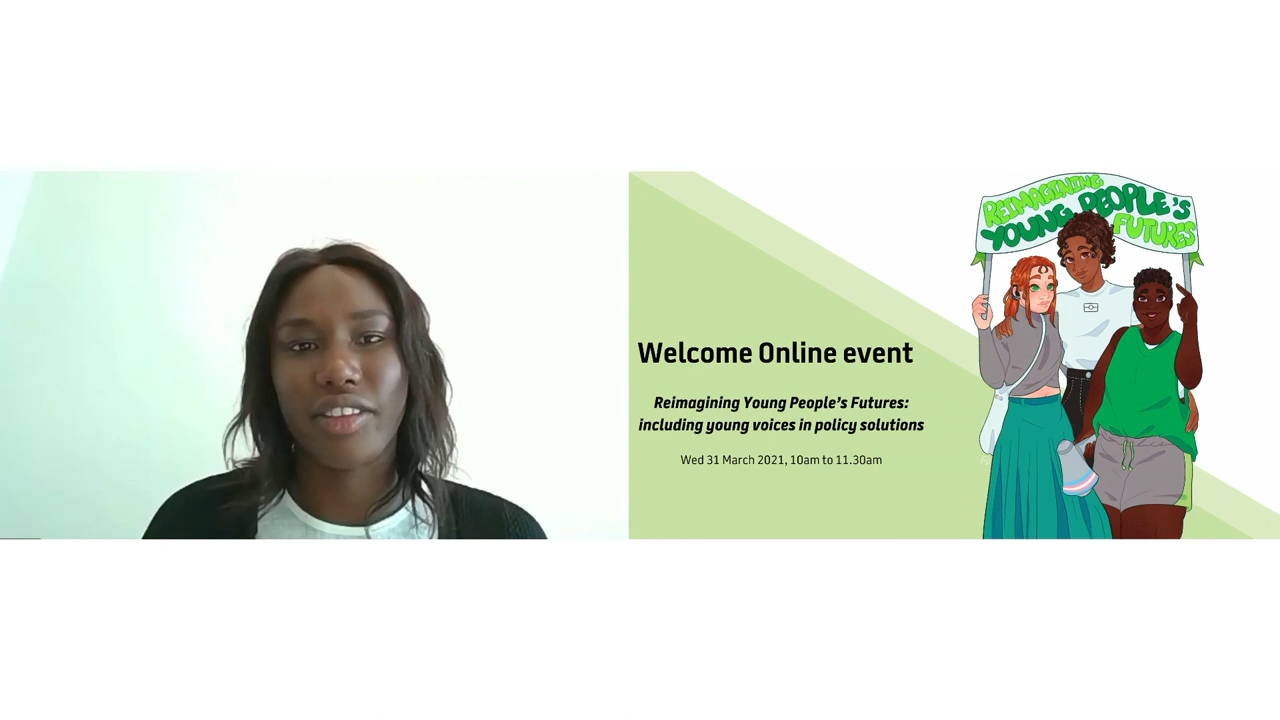 Welcome Online event
Reimagining Young People's Futures:
including young voices in policy solutions
Wed 31 March 2021, 10am to 11.30am
REIMAGINING
YOUNG PEOPLE'S
FUTURES